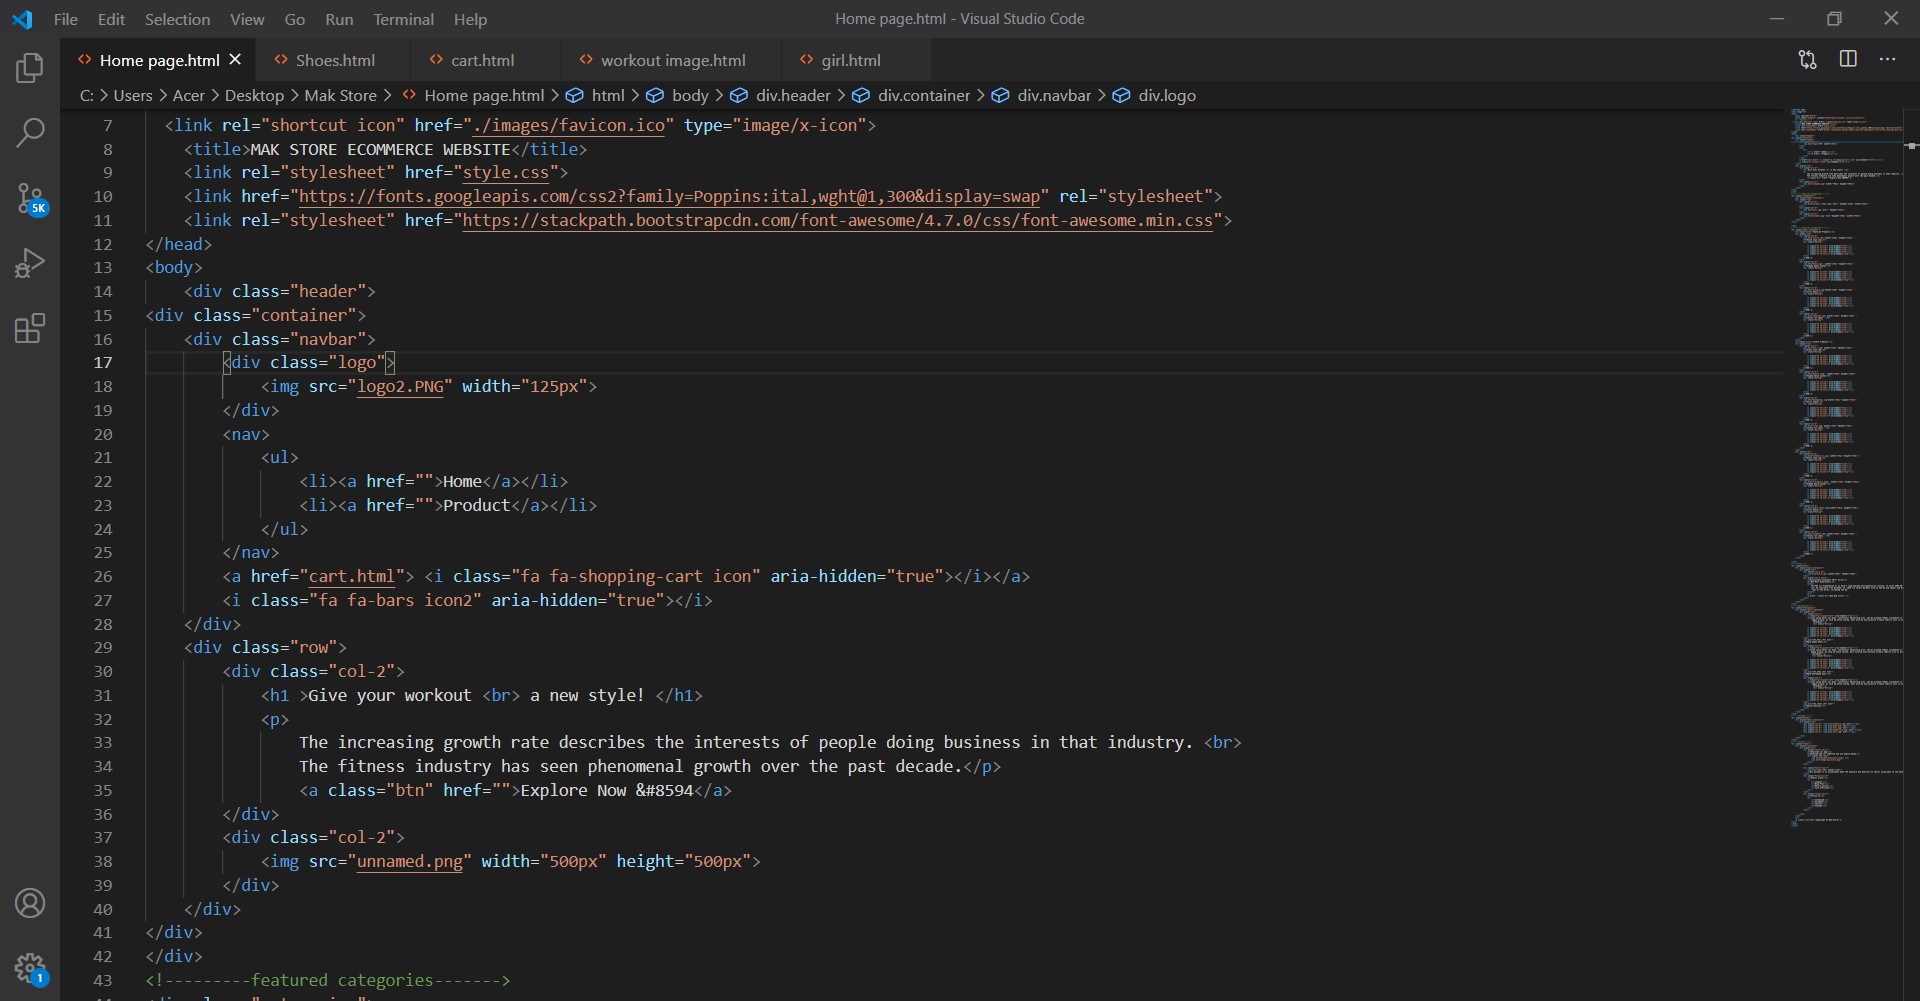 File Edit Selection View Go Run Terminal Help
Home page.html - Visual Studio Code
Home page.html Shoes.html cart.html workout image.html girl.html
C: > Users > Acer > Desktop > Mak Store > Home page.html > html > body > div.header > div.container > div.navbar > div.logo
5K
1
7 <link rel="shortcut icon" href="./images/favicon.ico" type="image/x-icon">
8 <title>MAK STORE ECOMMERCE WEBSITE</title>
9 <link rel="stylesheet" href="style.css">
10 <link href="https://fonts.googleapis.com/css2?family=Poppins:ital,wght@1,300&display=swap" rel="stylesheet">
11 <link rel="stylesheet" href="https://stackpath.bootstrapcdn.com/font-awesome/4.7.0/css/font-awesome.min.css">
12 </head>
13 <body>
14 <div class="header">
15 <div class="container">
16 <div class="navbar">
17 <div class="logo">
18 <img src="logo2.PNG" width="125px">
19 </div>
20 <nav>
21 <ul>
22 <li><a href="">Home</a></li>
23 <li><a href="">Product</a></li>
24 </ul>
25 </nav>
26 <a href="cart.html"> <i class="fa fa-shopping-cart icon" aria-hidden="true"></i></a>
27 <i class="fa fa-bars icon2" aria-hidden="true"></i>
28 </div>
29 <div class="row">
30 <div class="col-2">
31 <h1 >Give your workout <br> a new style! </h1>
32 <p>
33 The increasing growth rate describes the interests of people doing business in that industry. <br>
34 The fitness industry has seen phenomenal growth over the past decade.</p>
35 <a class="btn" href="">Explore Now &#8594</a>
36 </div>
37 <div class="col-2">
38 <img src="unnamed.png" width="500px" height="500px">
39 </div>
40 </div>
41 </div>
42 </div>
43 <!---------featured categories------->